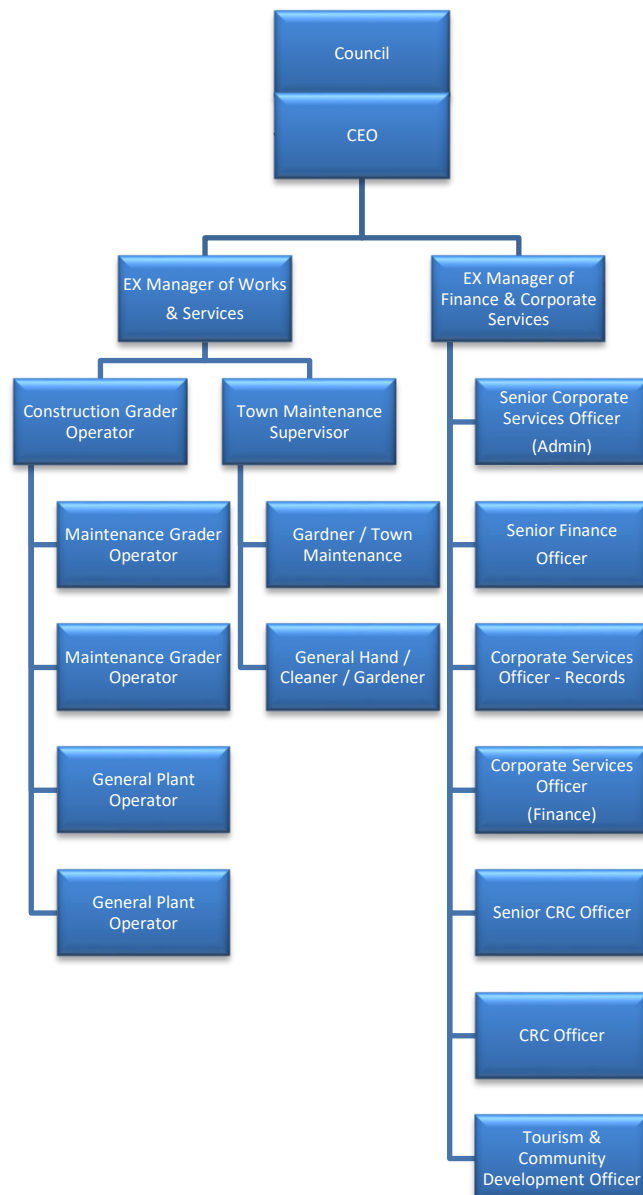 Council
CEO
EX Manager of Works
& Services
EX Manager of
Finance & Corporate
Services
Construction Grader
Operator
Town Maintenance
Supervisor
Senior Corporate
Services Officer
(Admin)
Maintenance Grader
Operator
Gardner / Town
Maintenance
Senior Finance
Officer
Maintenance Grader
Operator
General Hand /
Cleaner / Gardener
Corporate Services
Officer - Records
General Plant
Operator
Corporate Services
Officer
(Finance)
General Plant
Operator
Senior CRC Officer
CRC Officer
Tourism &
Community
Development Officer